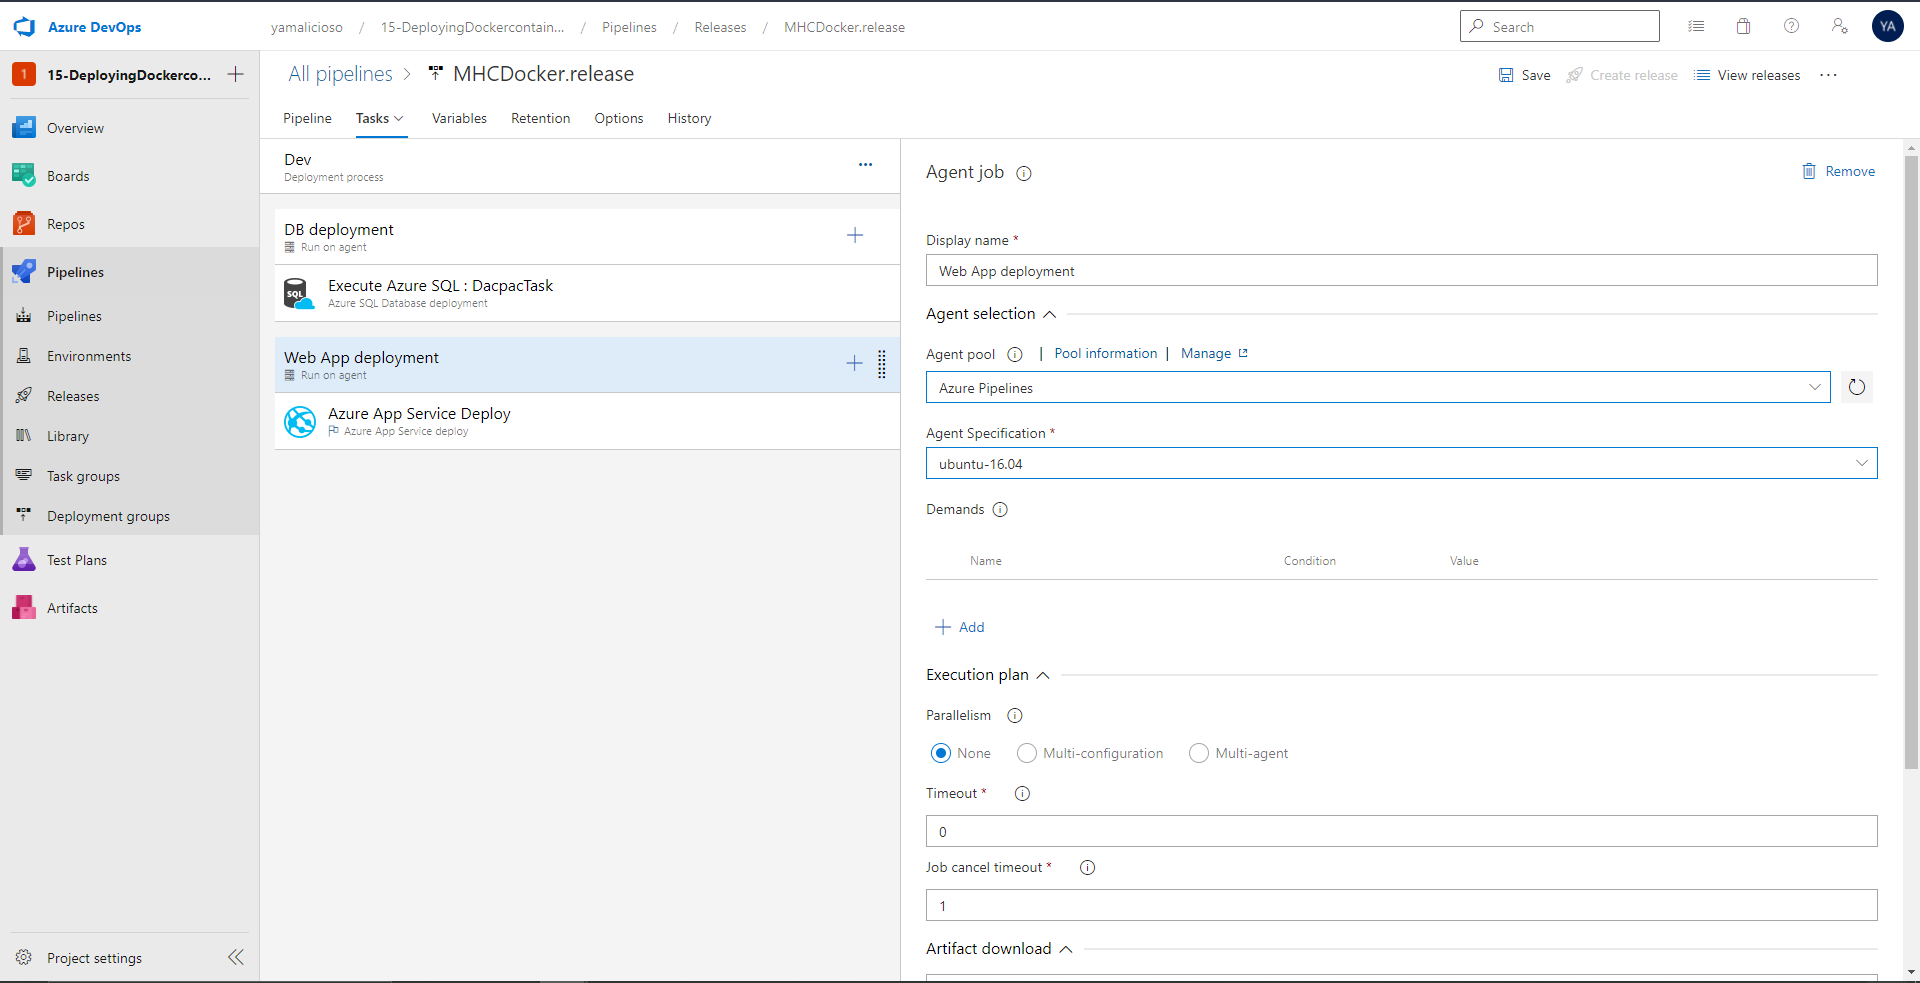 Azure DevOps
yamalicioso / 15-DeployingDockercontain... / Pipelines / Releases / MHCDocker.release
Search
YA
1
15-DeployingDockerco...
Overview
Boards
Repos
Pipelines
Pipelines
Environments
Releases
Library
Task groups
Deployment groups
Test Plans
Artifacts
Project settings
All pipelines > MHCDocker.release
Save
Create release
View releases
...
Pipeline
Tasks
Variables
Retention
Options
History
Dev
Deployment process
...
DB deployment
Run on agent
SQL
Execute Azure SQL : DacpacTask
Azure SQL Database deployment
Web App deployment
Run on agent
Azure App Service Deploy
Azure App Service deploy
Agent job
Remove
Display name *
Web App deployment
Agent selection
Agent pool | Pool information | Manage
Azure Pipelines
Agent Specification *
ubuntu-16.04
Demands
Name Condition Value
Add
Execution plan
Parallelism
None Multi-configuration Multi-agent
Timeout *
0
Job cancel timeout *
1
Artifact download